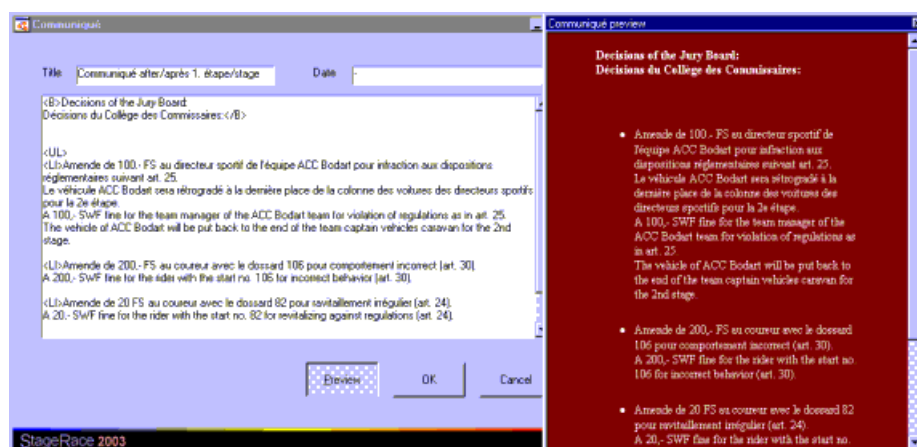 Communiqué
Title
Communiqué after/après 1. étape/stage
Date
-
<B>Decisions of the Jury Board:
Décisions du Collège des Commissaires:</B>
<UL>
<LI>Amende de 100.- FS au directeur sportif de l'équipe ACC Bodart pour infraction aux dispositions
réglementaires suivant art. 25.
Le véhicule ACC Bodart sera rétrogradé à la dernière place de la colonne des voitures des directeurs sportifs
pour la 2e étape.
A 100,- SWF fine for the team manager of the ACC Bodart team for violation of regulations as in art. 25.
The vehicle of ACC Bodart will be put back to the end of the team captain vehicles caravan for the 2nd
stage.
<LI>Amende de 200,- FS au coureur avec le dossard 106 pour comportement incorrect (art. 30).
A 200,- SWF fine for the rider with the start no. 106 for incorrect behavior (art. 30).
<LI>Amende de 20 FS au coureur avec le dossard 82 pour ravitaillement irrégulier (art. 24).
A 20,- SWF fine for the rider with the start no. 82 for revitalizing against regulations (art. 24).
Preview
OK
Cancel
StageRace 2003
Communiqué preview
Decisions of the Jury Board:
Décisions du Collège des Commissaires:
Amende de 100.- FS au directeur sportif de
l'équipe ACC Bodart pour infraction aux
dispositions réglementaires suivant art. 25.
Le véhicule ACC Bodart sera rétrogradé à la
dernière place de la colonne des voitures des
directeurs sportifs pour la 2e étape.
A 100,- SWF fine for the team manager of the
ACC Bodart team for violation of regulations as
in art. 25
The vehicle of ACC Bodart will be put back to
the end of the team captain vehicles caravan for
the 2nd stage.
Amende de 200,- FS au coureur avec le dossard
106 pour comportement incorrect (art. 30).
A 200,- SWF fine for the rider with the start no.
106 for incorrect behavior (art. 30).
Amende de 20 FS au coureur avec le dossard 82
pour ravitaillement irrégulier (art. 24).
A 20,- SWF fine for the rider with the start no.